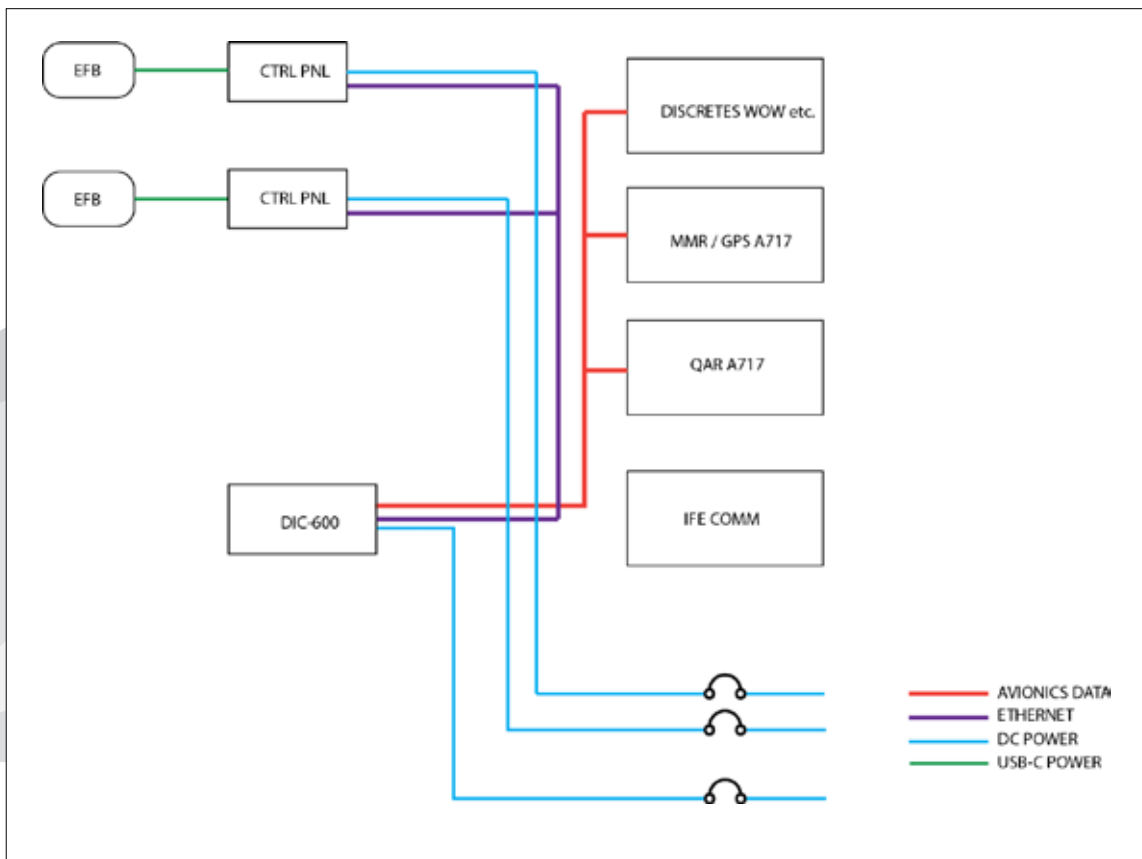 EFB
CTRL PNL
DISCRETES WOW etc.
EFB
CTRL PNL
MMR / GPS A717
QAR A717
DIC-600
IFE COMM
AVIONICS DATA
ETHERNET
DC POWER
USB-C POWER